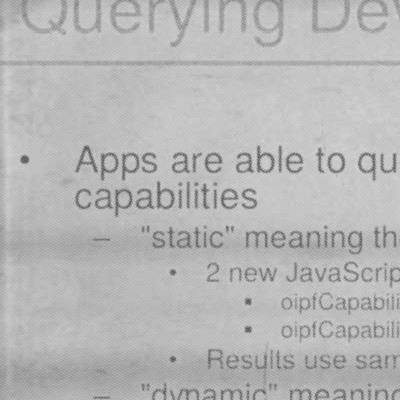 Querying Dev
• Apps are able to qu
capabilities
– "static" meaning th
• 2 new JavaScrip
▪ oipfCapabili
▪ oipfCapabili
• Results use sam
– "dynamic" meaning